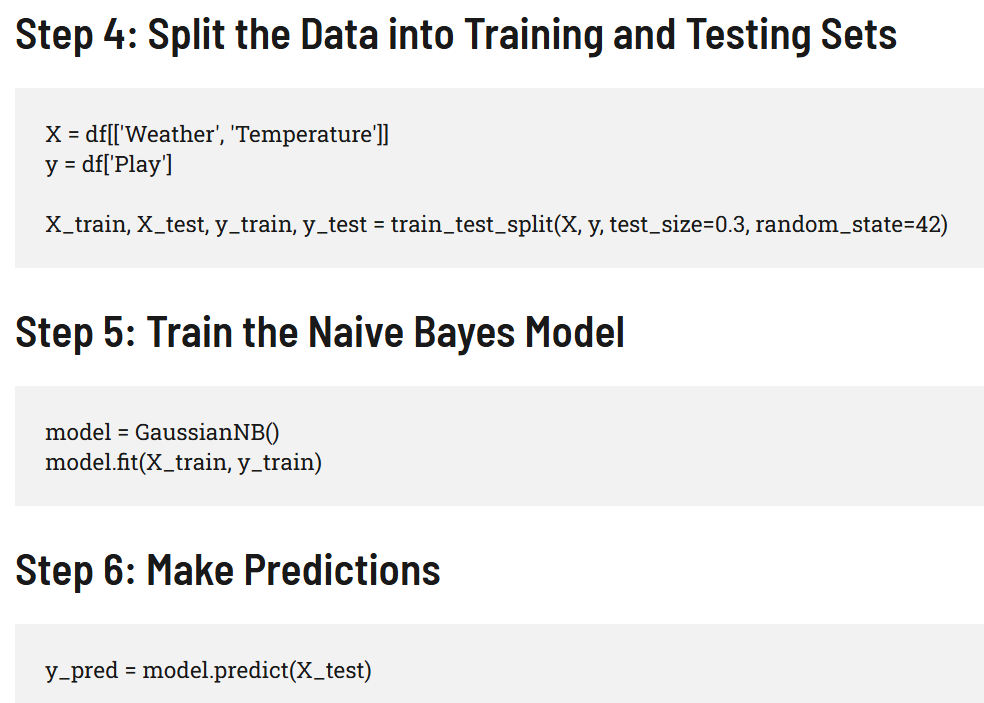 Step 4: Split the Data into Training and Testing Sets
X = df[['Weather', 'Temperature']]
y = df['Play']
X_train, X_test, y_train, y_test = train_test_split(X, y, test_size=0.3, random_state=42)
Step 5: Train the Naive Bayes Model
model = GaussianNB()
model.fit(X_train, y_train)
Step 6: Make Predictions
y_pred = model.predict(X_test)